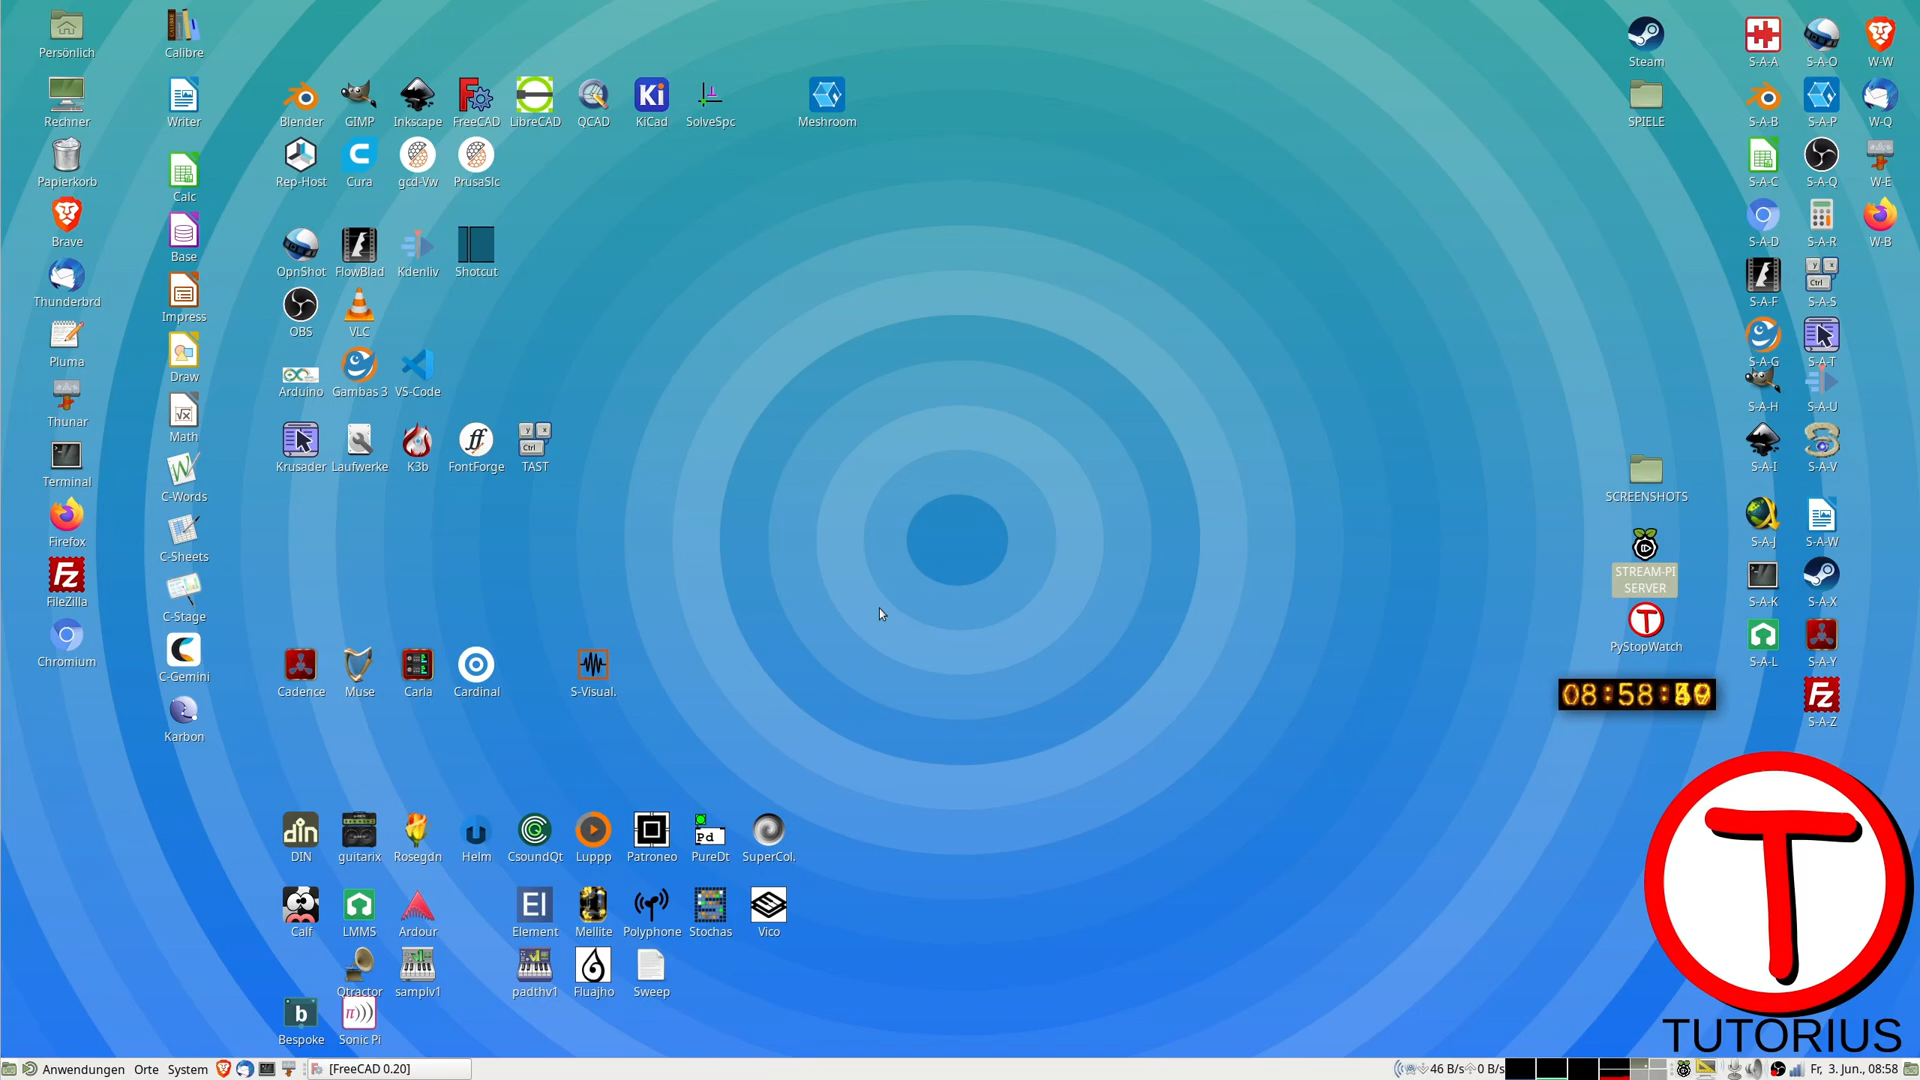 Persönlich
Calibre
Steam
S-A-A
S-A-O
W-W
Rechner
Writer
Blender
GIMP
Inkscape
FreeCAD
LibreCAD
QCAD
KiCad
SolveSpc
Meshroom
SPIELE
S-A-B
S-A-P
W-Q
Papierkorb
Calc
Rep-Host
Cura
gcd-Vw
PrusaSlc
S-A-C
S-A-Q
W-E
Brave
Base
OpnShot
FlowBlad
Kdenliv
Shotcut
S-A-D
S-A-R
W-B
Thunderbrd
Impress
OBS
VLC
S-A-F
S-A-S
Pluma
Draw
Arduino
Gambas 3
VS-Code
S-A-G
S-A-T
Thunar
Math
S-A-H
S-A-U
Terminal
C-Words
Krusader
Laufwerke
K3b
FontForge
TAST
SCREENSHOTS
S-A-I
S-A-V
Firefox
C-Sheets
S-A-J
S-A-W
FileZilla
C-Stage
STREAM-PI
SERVER
S-A-K
S-A-X
Chromium
C-Gemini
Cadence
Muse
Carla
Cardinal
S-Visual.
PyStopWatch
S-A-L
S-A-Y
Karbon
08:58:
S-A-Z
DIN
guitarix
Rosegdn
Helm
CsoundQt
Luppp
Patroneo
PureDt
SuperCol.
Calf
LMMS
Ardour
Element
Mellite
Polyphone
Stochas
Vico
Qtractor
samplv1
padthv1
Fluajho
Sweep
Bespoke
Sonic Pi
T
TUTORIUS
Anwendungen Orte System [FreeCAD 0.20] 46 B/s 0 B/s Fr, 3. Jun., 08:58